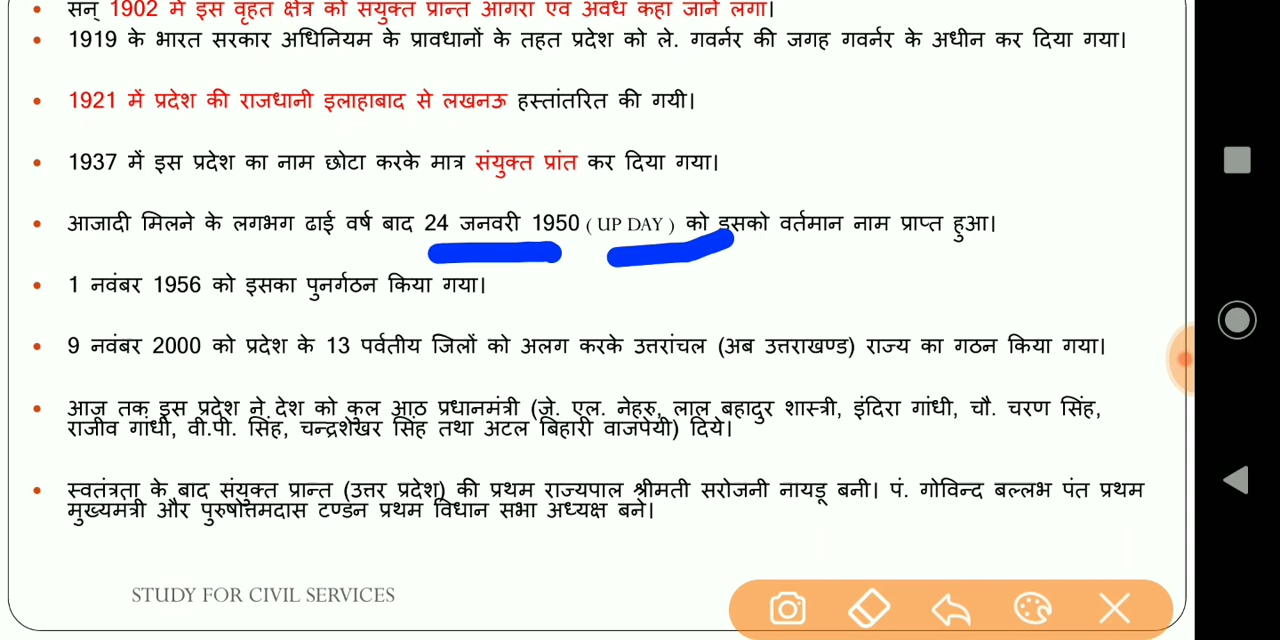 सन् 1902 में इस वृहत क्षेत्र को संयुक्त प्रान्त आगरा एवं अवध कहा जाने लगा।
• 1919 के भारत सरकार अधिनियम के प्रावधानों के तहत प्रदेश को ले. गवर्नर की जगह गवर्नर के अधीन कर दिया गया।
• 1921 में प्रदेश की राजधानी इलाहाबाद से लखनऊ हस्तांतरित की गयी।
• 1937 में इस प्रदेश का नाम छोटा करके मात्र संयुक्त प्रांत कर दिया गया।
• आजादी मिलने के लगभग ढाई वर्ष बाद 24 जनवरी 1950 ( UP DAY ) को इसको वर्तमान नाम प्राप्त हुआ।
• 1 नवंबर 1956 को इसका पुनर्गठन किया गया।
• 9 नवंबर 2000 को प्रदेश के 13 पर्वतीय जिलों को अलग करके उत्तरांचल (अब उत्तराखण्ड) राज्य का गठन किया गया।
• आज तक इस प्रदेश ने देश को कुल आठ प्रधानमंत्री (जे. एल. नेहरु, लाल बहादुर शास्त्री, इंदिरा गांधी, चौ. चरण सिंह,
राजीव गांधी, वी.पी. सिंह, चन्द्रशेखर सिंह तथा अटल बिहारी वाजपेयी) दिये।
• स्वतंत्रता के बाद संयुक्त प्रान्त (उत्तर प्रदेश) की प्रथम राज्यपाल श्रीमती सरोजनी नायडू बनी। पं. गोविन्द बल्लभ पंत प्रथम
मुख्यमंत्री और पुरुषोत्तमदास टण्डन प्रथम विधान सभा अध्यक्ष बने।
STUDY FOR CIVIL SERVICES